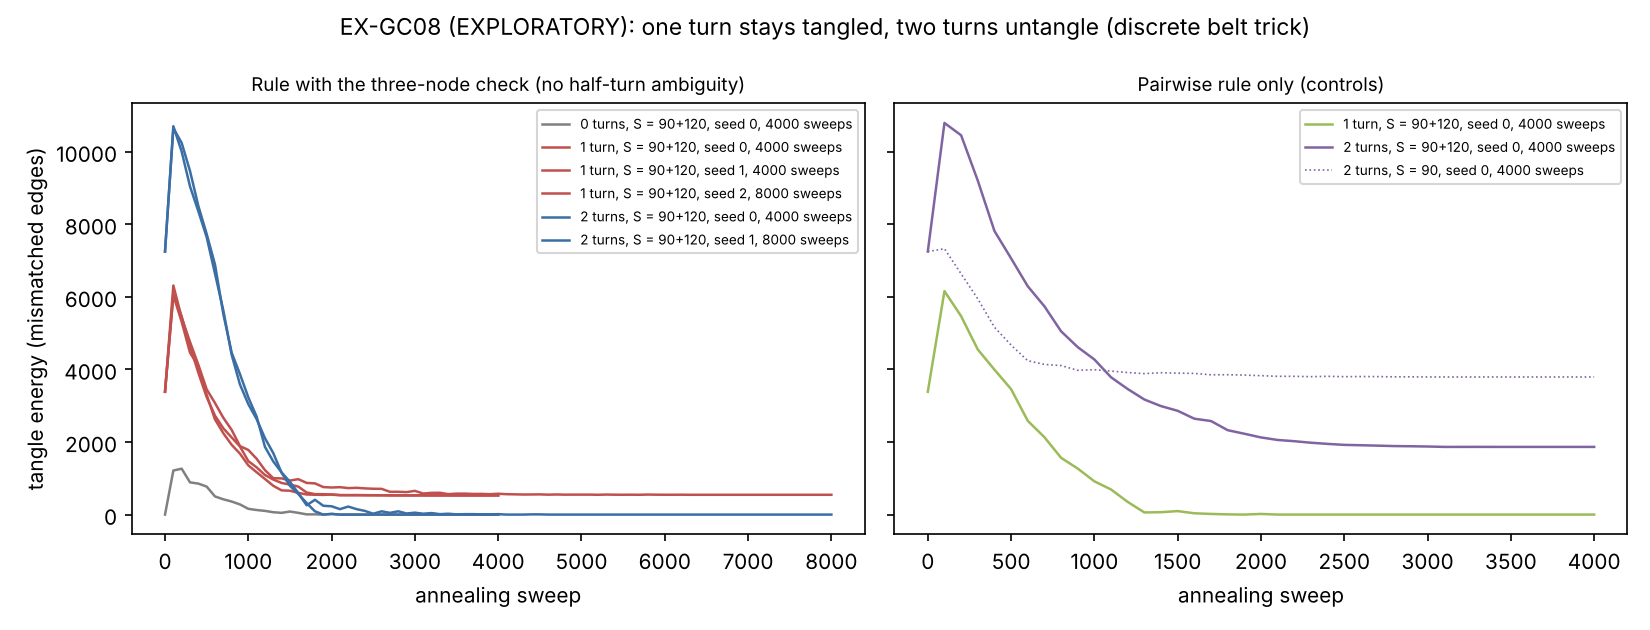 EX-GC08 (EXPLORATORY): one turn stays tangled, two turns untangle (discrete belt trick)
Rule with the three-node check (no half-turn ambiguity)
tangle energy (mismatched edges)
10000
8000
6000
4000
2000
0
0 turns, S = 90+120, seed 0, 4000 sweeps
1 turn, S = 90+120, seed 0, 4000 sweeps
1 turn, S = 90+120, seed 1, 4000 sweeps
1 turn, S = 90+120, seed 2, 8000 sweeps
2 turns, S = 90+120, seed 0, 4000 sweeps
2 turns, S = 90+120, seed 1, 8000 sweeps
0 1000 2000 3000 4000 5000 6000 7000 8000
annealing sweep
Pairwise rule only (controls)
1 turn, S = 90+120, seed 0, 4000 sweeps
2 turns, S = 90+120, seed 0, 4000 sweeps
2 turns, S = 90, seed 0, 4000 sweeps
0 500 1000 1500 2000 2500 3000 3500 4000
annealing sweep